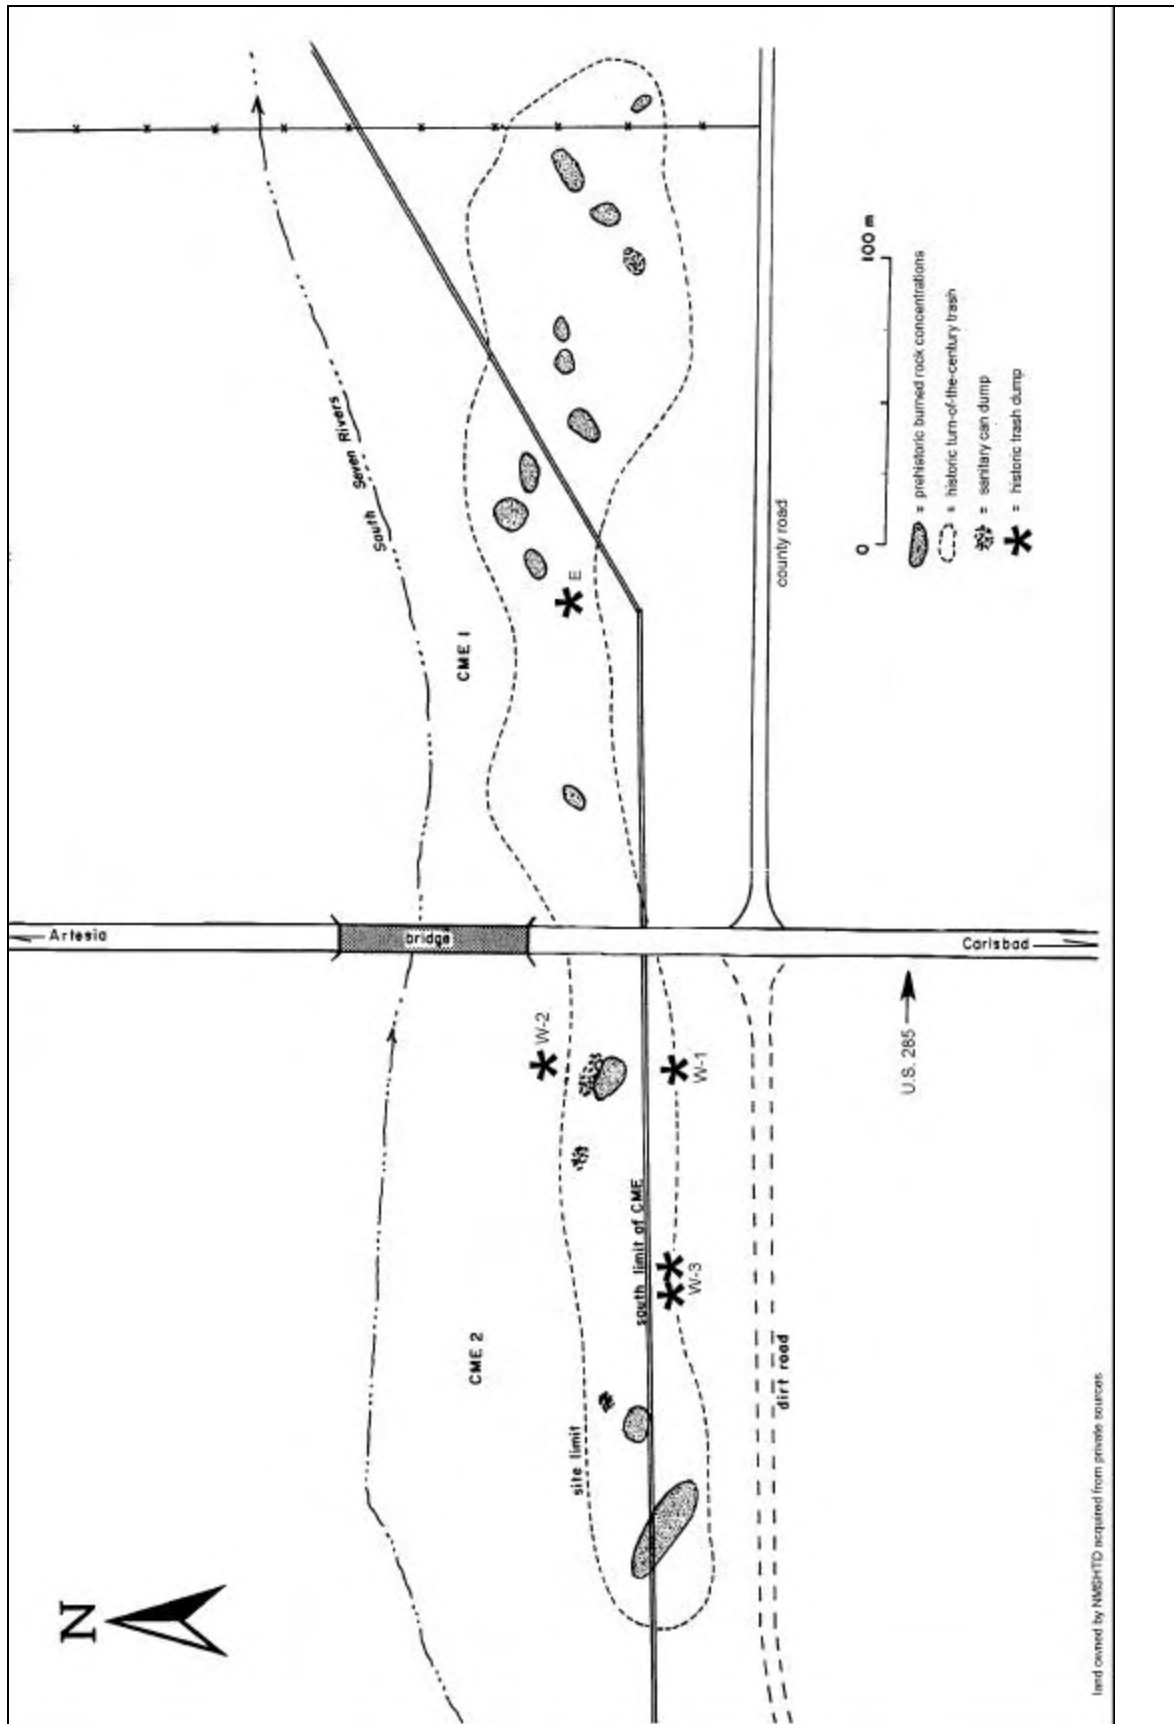 N
South Seven Rivers
CME 1
CME 2
E
Artesia
bridge
Carlsbad
W-2
W-1
W-3
U.S. 285
south limit of CME
site limit
county road
dirt road
0
100 m
= prehistoric burned rock concentrations
= historic turn-of-the-century trash
= sanitary can dump
= historic trash dump
land owned by NMSHTD acquired from private sources